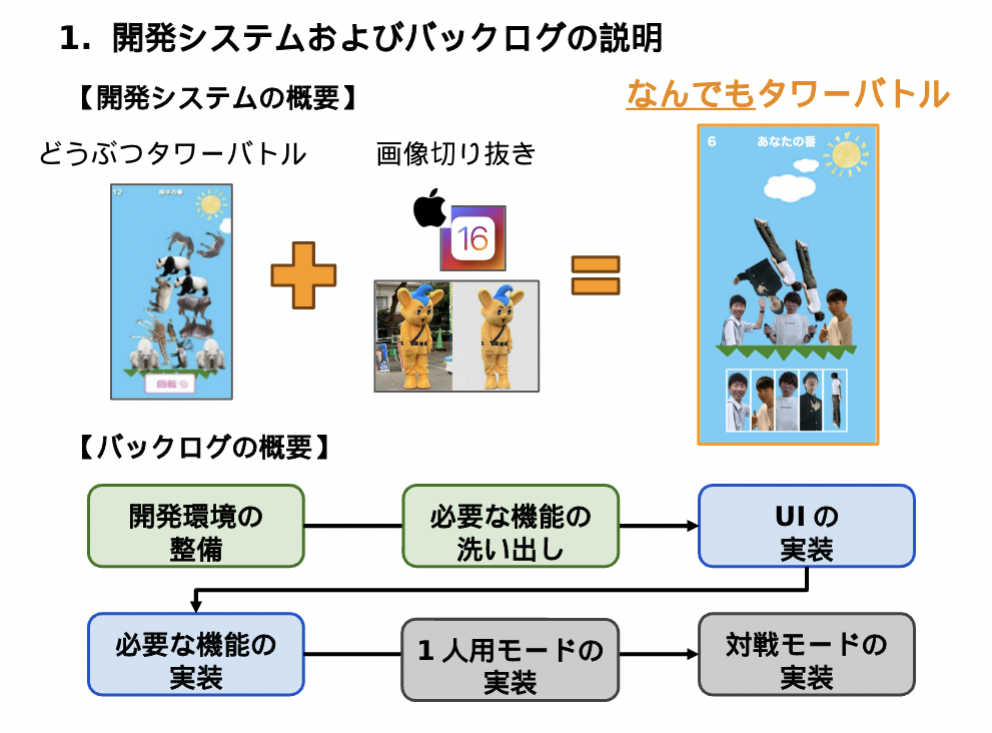 1. 開発システムおよびバックログの説明
【開発システムの概要】
なんでもタワーバトル
どうぶつタワーバトル
画像切り抜き
12
相手の番
16
6
あなたの番
【バックログの概要】
開発環境の
整備
必要な機能の
洗い出し
UI の
実装
必要な機能の
実装
1 人用モードの
実装
対戦モードの
実装